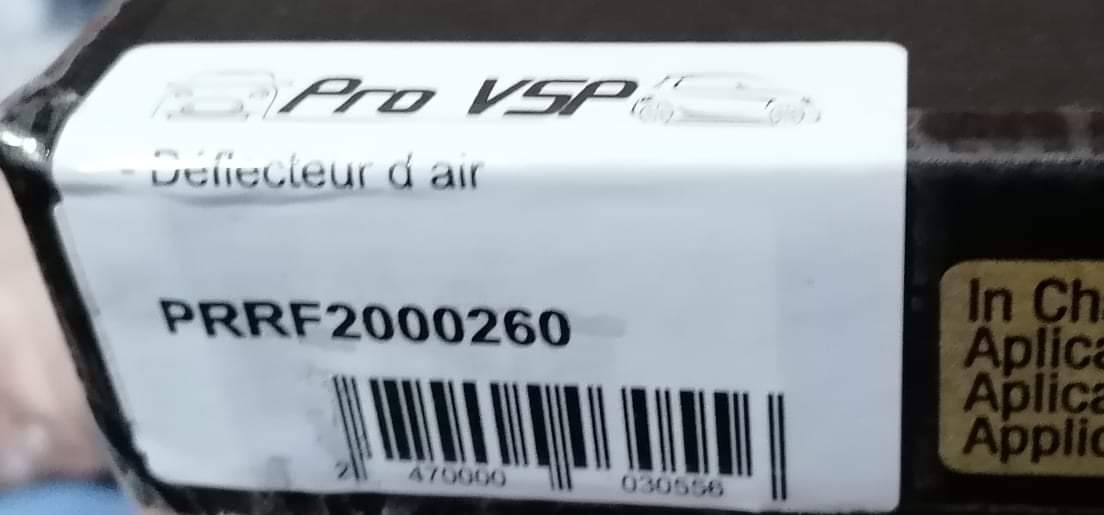 Pro VSP
- Déflecteur d'air
PRRF2000260
2 470000 030556
In Ch
Aplica
Aplica
Applic